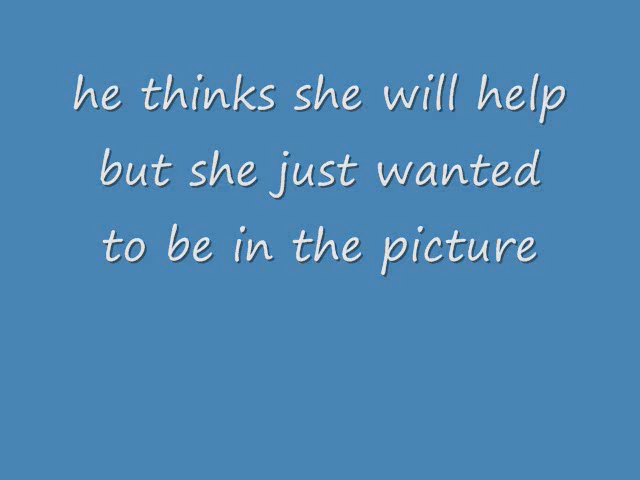 he thinks she will help
but she just wanted
to be in the picture